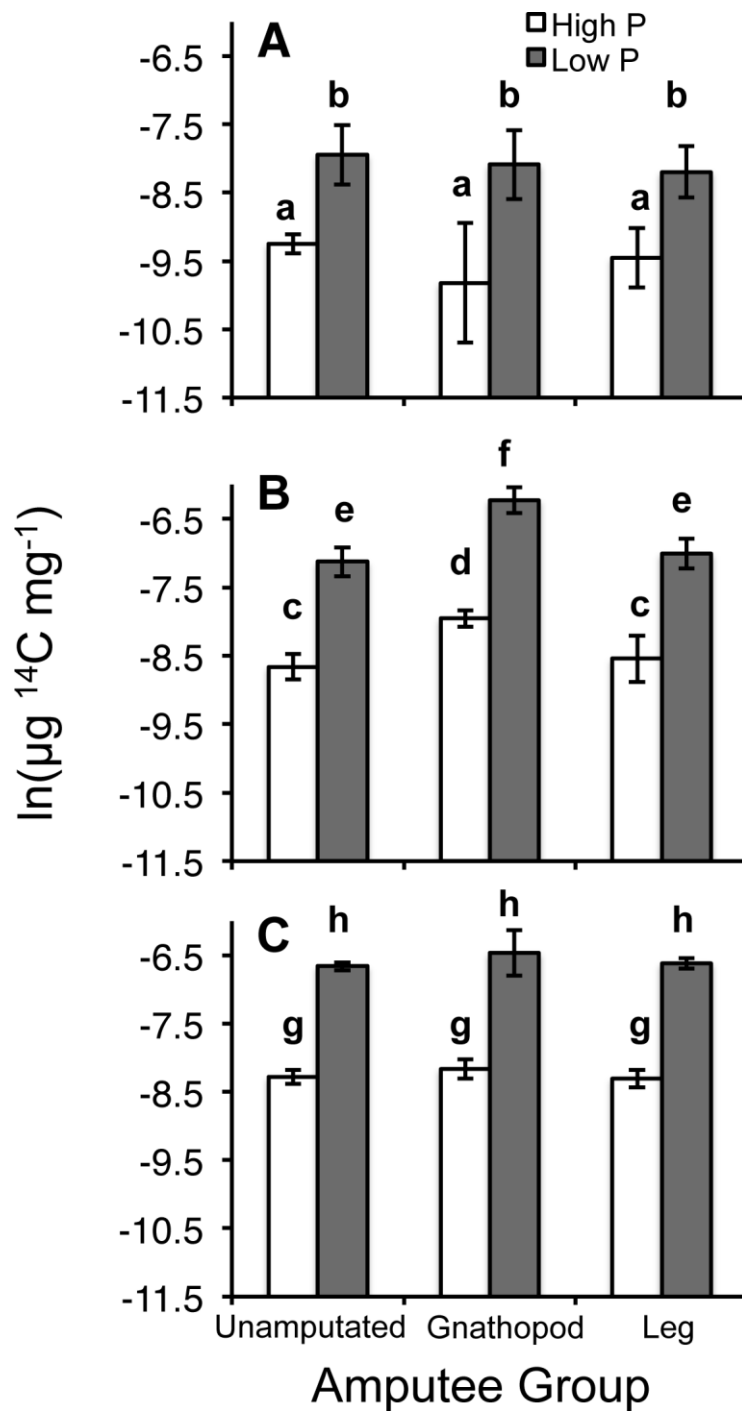 High P
Low P
A
-6.5
-7.5
-8.5
-9.5
-10.5
-11.5
b
b
b
a
a
a
B
-6.5
-7.5
-8.5
-9.5
-10.5
-11.5
f
e
e
d
c
c
C
-6.5
-7.5
-8.5
-9.5
-10.5
-11.5
h
h
h
g
g
g
ln(µg ¹⁴C mg⁻¹)
Unamputated Gnathopod Leg
Amputee Group